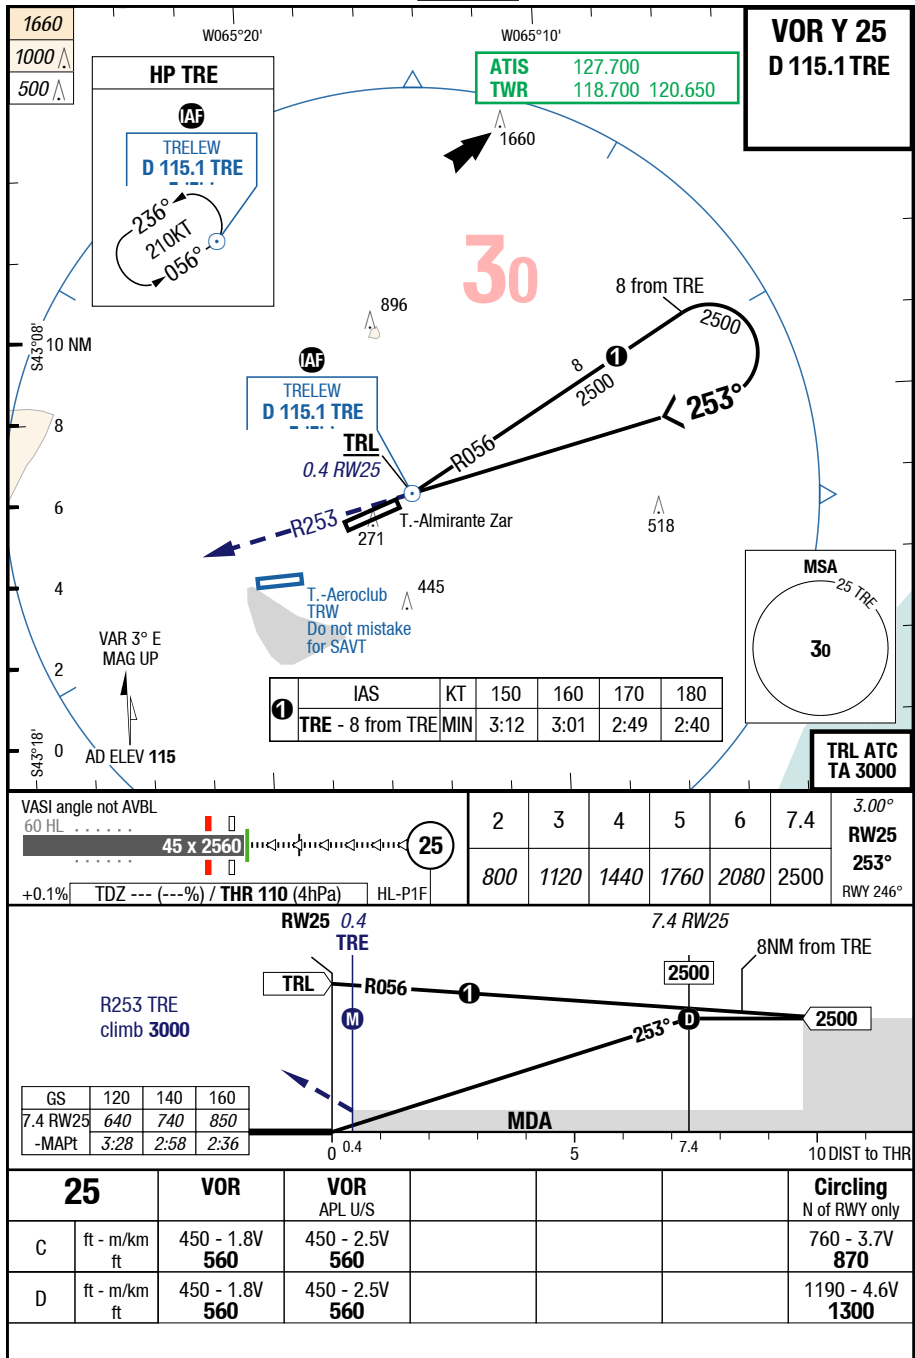 1660
1000
500
W065°20'
W065°10'
VOR Y 25
D 115.1 TRE
ATIS 127.700
TWR 118.700 120.650
HP TRE
IAF
TRELEW
D 115.1 TRE
236°
210KT
056°
1660
30
8 from TRE
2500
896
S43°08'
10 NM
1
8
2500
IAF
TRELEW
D 115.1 TRE
253°
8
TRL
R056
0.4 RW25
6
R253
T.-Almirante Zar
271
518
4
T.-Aeroclub
TRW
Do not mistake
for SAVT
445
MSA
25 TRE
30
VAR 3° E
MAG UP
2
1 IAS KT 150 160 170 180
TRE - 8 from TRE MIN 3:12 3:01 2:49 2:40
S43°18'
0
AD ELEV 115
TRL ATC
TA 3000
VASI angle not AVBL
60 HL
45 x 2560
25
+0.1% TDZ --- (---%) / THR 110 (4hPa) HL-P1F
2 3 4 5 6 7.4
800 1120 1440 1760 2080 2500
3.00°
RW25
253°
RWY 246°
RW25 0.4
TRE
7.4 RW25
8NM from TRE
TRL
R056
1
2500
R253 TRE
climb 3000
M
253°
D
2500
GS 120 140 160
7.4 RW25 640 740 850
-MAPt 3:28 2:58 2:36
MDA
0 0.4 5 7.4 10 DIST to THR
25 VOR VOR Circling
APL U/S N of RWY only
C ft - m/km 450 - 1.8V 450 - 2.5V 760 - 3.7V
ft 560 560 870
D ft - m/km 450 - 1.8V 450 - 2.5V 1190 - 4.6V
ft 560 560 1300